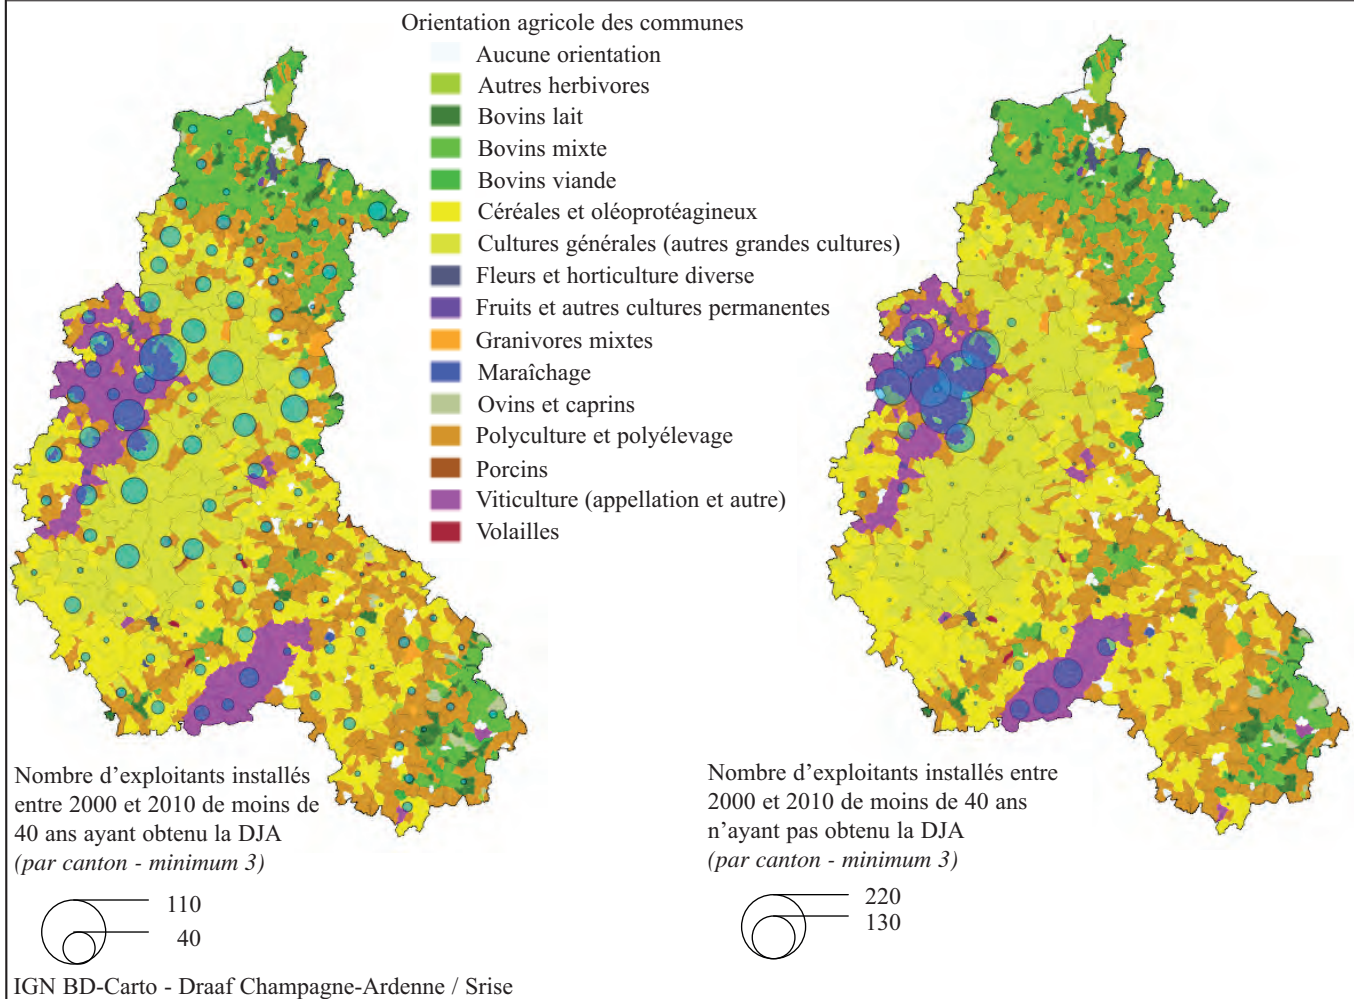 Orientation agricole des communes
Aucune orientation
Autres herbivores
Bovins lait
Bovins mixte
Bovins viande
Céréales et oléoprotéagineux
Cultures générales (autres grandes cultures)
Fleurs et horticulture diverse
Fruits et autres cultures permanentes
Granivores mixtes
Maraîchage
Ovins et caprins
Polyculture et polyélevage
Porcins
Viticulture (appellation et autre)
Volailles
Nombre d'exploitants installés
entre 2000 et 2010 de moins de
40 ans ayant obtenu la DJA
(par canton - minimum 3)
110
40
Nombre d'exploitants installés entre
2000 et 2010 de moins de 40 ans
n'ayant pas obtenu la DJA
(par canton - minimum 3)
220
130
IGN BD-Carto - Draaf Champagne-Ardenne / Srise